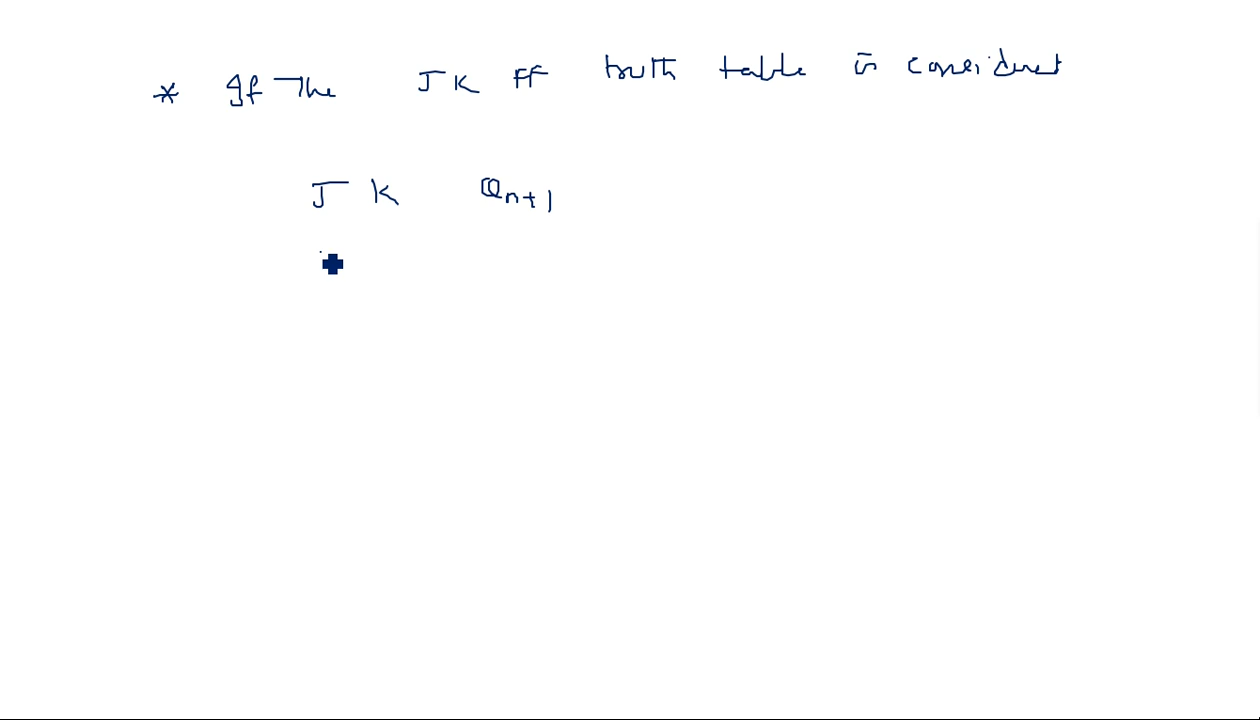 * If The JK FF truth table is considered
J K Qn+1